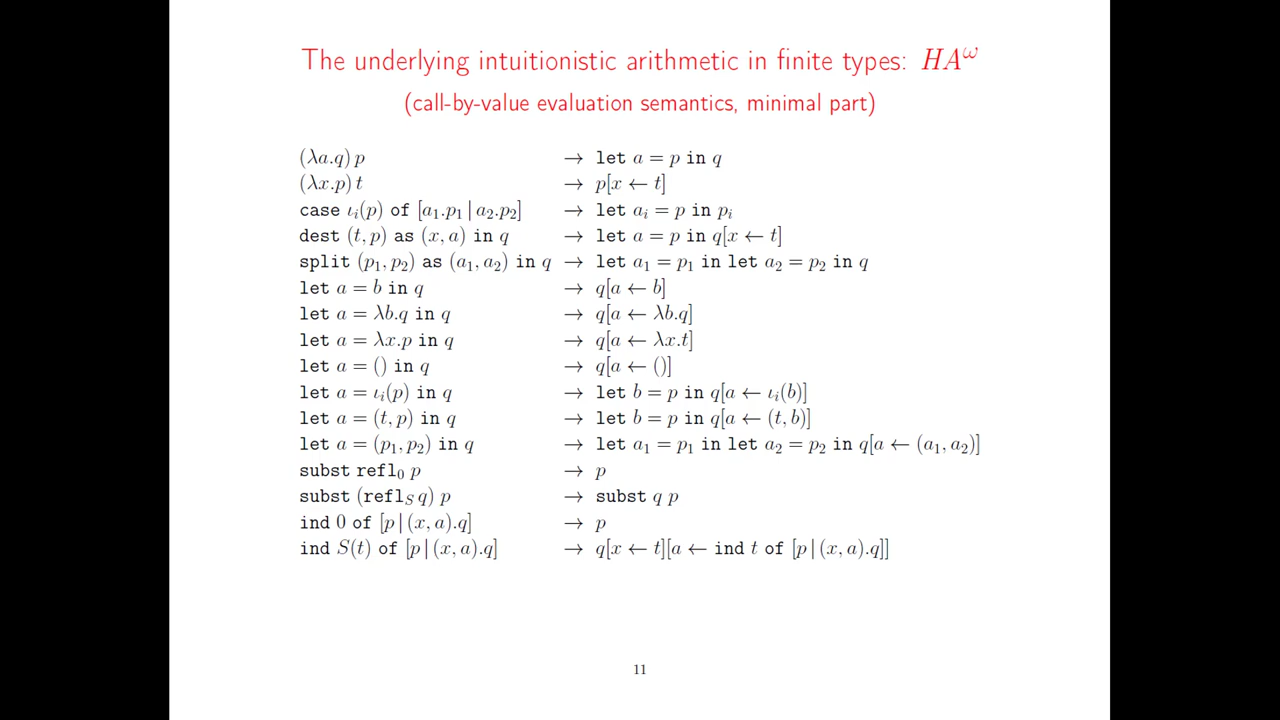 The underlying intuitionistic arithmetic in finite types: HA^ω
(call-by-value evaluation semantics, minimal part)
(λa.q) p → let a = p in q
(λx.p) t → p[x ← t]
case ι_i(p) of [a_1.p_1 | a_2.p_2] → let a_i = p in p_i
dest (t, p) as (x, a) in q → let a = p in q[x ← t]
split (p_1, p_2) as (a_1, a_2) in q → let a_1 = p_1 in let a_2 = p_2 in q
let a = b in q → q[a ← b]
let a = λb.q in q → q[a ← λb.q]
let a = λx.p in q → q[a ← λx.t]
let a = () in q → q[a ← ()]
let a = ι_i(p) in q → let b = p in q[a ← ι_i(b)]
let a = (t, p) in q → let b = p in q[a ← (t, b)]
let a = (p_1, p_2) in q → let a_1 = p_1 in let a_2 = p_2 in q[a ← (a_1, a_2)]
subst refl_0 p → p
subst (refl_S q) p → subst q p
ind 0 of [p | (x, a).q] → p
ind S(t) of [p | (x, a).q] → q[x ← t][a ← ind t of [p | (x, a).q]]
11